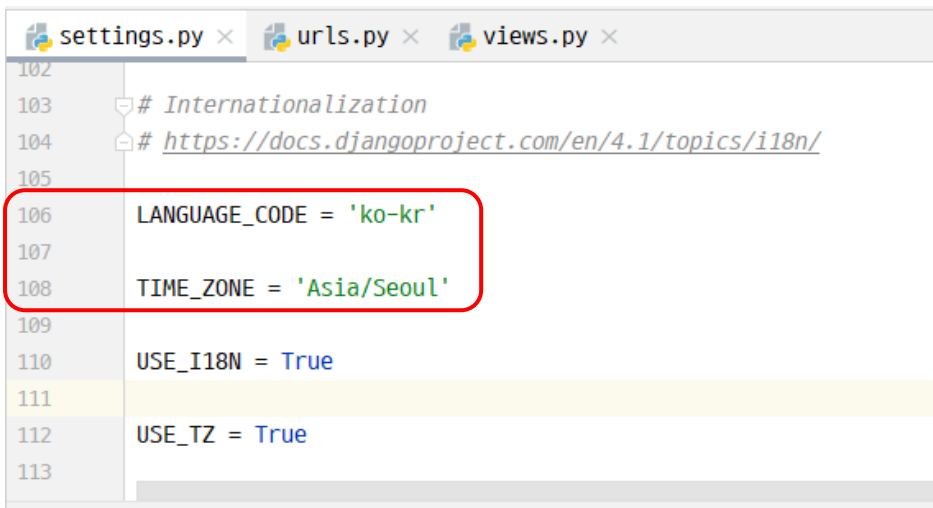 settings.py × urls.py × views.py ×
102
103 # Internationalization
104 # https://docs.djangoproject.com/en/4.1/topics/i18n/
105
106 LANGUAGE_CODE = 'ko-kr'
107
108 TIME_ZONE = 'Asia/Seoul'
109
110 USE_I18N = True
111
112 USE_TZ = True
113